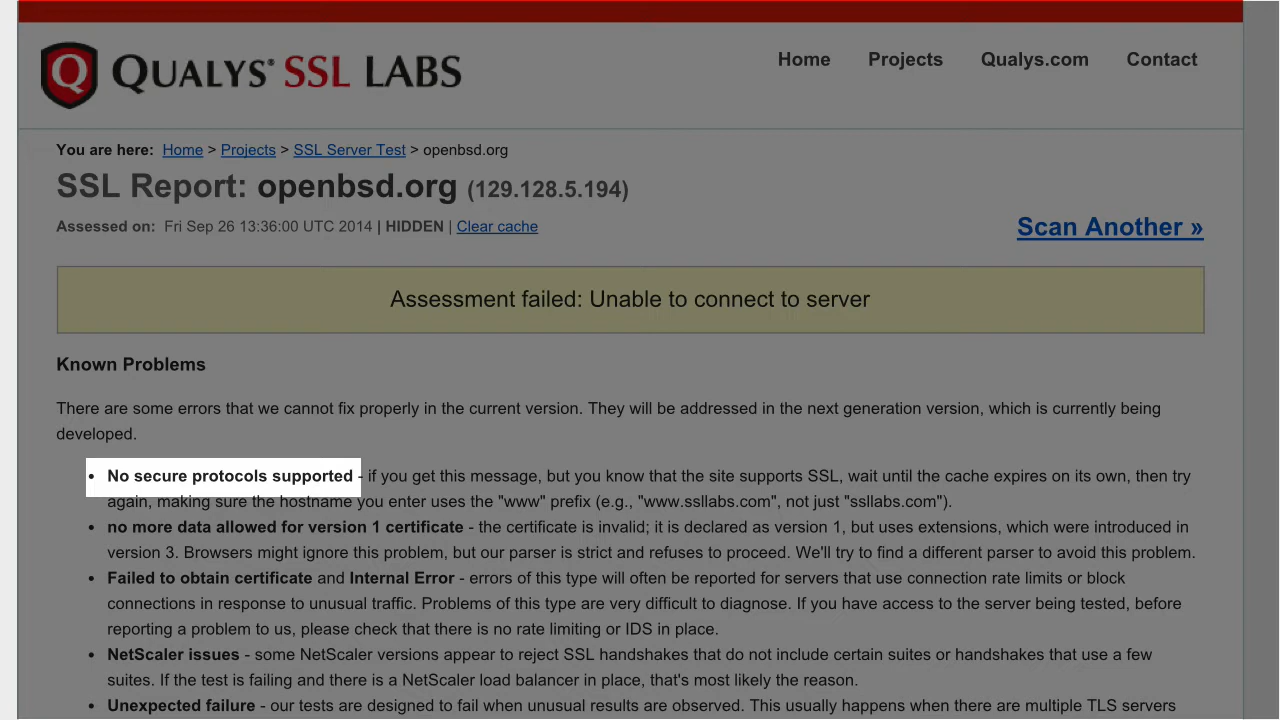 Q QUALYS® SSL LABS
Home Projects Qualys.com Contact
You are here: Home > Projects > SSL Server Test > openbsd.org
SSL Report: openbsd.org (129.128.5.194)
Assessed on: Fri Sep 26 13:36:00 UTC 2014 | HIDDEN | Clear cache
Scan Another »
Assessment failed: Unable to connect to server
Known Problems
There are some errors that we cannot fix properly in the current version. They will be addressed in the next generation version, which is currently being
developed.
• No secure protocols supported - if you get this message, but you know that the site supports SSL, wait until the cache expires on its own, then try
again, making sure the hostname you enter uses the "www" prefix (e.g., "www.ssllabs.com", not just "ssllabs.com").
• no more data allowed for version 1 certificate - the certificate is invalid; it is declared as version 1, but uses extensions, which were introduced in
version 3. Browsers might ignore this problem, but our parser is strict and refuses to proceed. We'll try to find a different parser to avoid this problem.
• Failed to obtain certificate and Internal Error - errors of this type will often be reported for servers that use connection rate limits or block
connections in response to unusual traffic. Problems of this type are very difficult to diagnose. If you have access to the server being tested, before
reporting a problem to us, please check that there is no rate limiting or IDS in place.
• NetScaler issues - some NetScaler versions appear to reject SSL handshakes that do not include certain suites or handshakes that use a few
suites. If the test is failing and there is a NetScaler load balancer in place, that's most likely the reason.
• Unexpected failure - our tests are designed to fail when unusual results are observed. This usually happens when there are multiple TLS servers